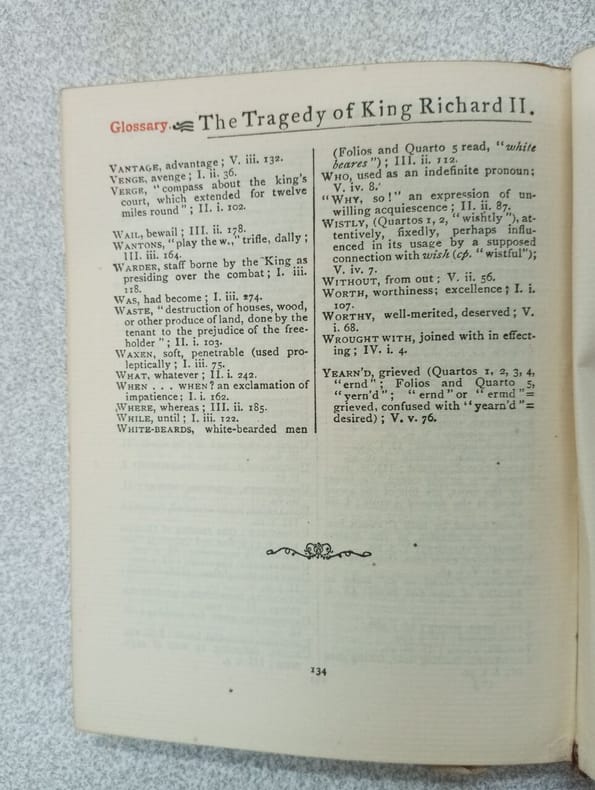 Glossary. The Tragedy of King Richard II.
VANTAGE, advantage; V. iii. 132.
VENGE, avenge; I. ii. 36.
VERGE, "compass about the king's
court, which extended for twelve
miles round"; II. i. 102.
WAIL, bewail; III. ii. 178.
WANTONS, "play the w.," trifle, dally;
III. iii. 164.
WARDER, staff borne by the King as
presiding over the combat; I. iii.
118.
WAS, had become; I. iii. 274.
WASTE, "destruction of houses, wood,
or other produce of land, done by the
tenant to the prejudice of the free-
holder"; II. i. 103.
WAXEN, soft, penetrable (used pro-
leptically; I. iii. 75.
WHAT, whatever; II. i. 242.
WHEN . . . WHEN? an exclamation of
impatience; I. i. 162.
WHERE, whereas; III. ii. 185.
WHILE, until; I. iii. 122.
WHITE-BEARDS, white-bearded men
(Folios and Quarto 5 read, "white
beares"); III. ii. 112.
WHO, used as an indefinite pronoun;
V. iv. 8.
"WHY, SO!" an expression of un-
willing acquiescence; II. ii. 87.
WISTLY, (Quartos 1, 2, "wishtly"), at-
tentively, fixedly, perhaps influ-
enced in its usage by a supposed
connection with wish (cp. "wistful");
V. iv. 7.
WITHOUT, from out; V. ii. 56.
WORTH, worthiness; excellence; I. i.
107.
WORTHY, well-merited, deserved; V.
i. 68.
WROUGHT WITH, joined with in effect-
ing; IV. i. 4.
YEARN'D, grieved (Quartos 1, 2, 3, 4,
"ernd"; Folios and Quarto 5,
"yern'd"; "ernd" or "ermd"=
grieved, confused with "yearn'd"=
desired); V. v. 76.
134